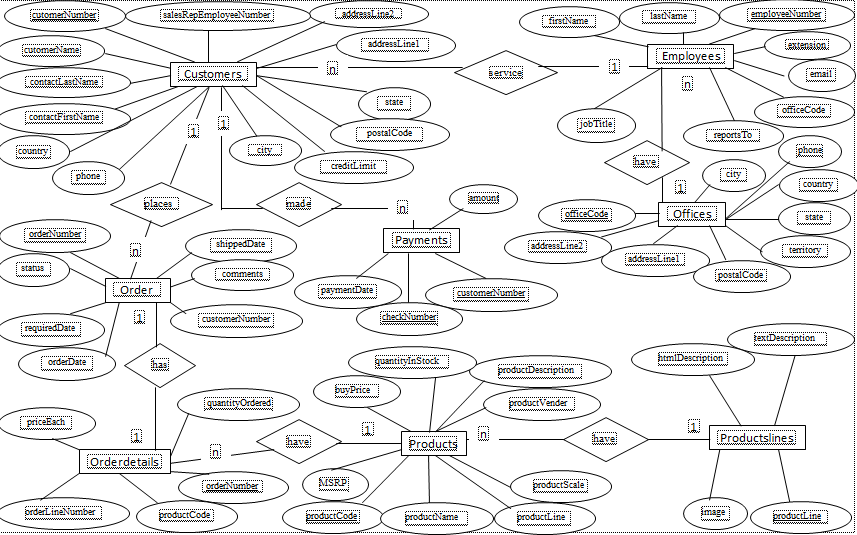 cutomerNumber
salesRepEmployeeNumber
addressLine2
firstName
lastName
employeeNumber
cutomerName
addressLine1
extension
Customers
n
service
1
Employees
email
contactLastName
n
state
officeCode
contactFirstName
1
1
postalCode
jobTitle
reportsTo
country
city
phone
have
phone
creditLimit
city
country
1
places
made
n
amount
officeCode
Offices
state
orderNumber
n
shippedDate
Payments
addressLine2
territory
status
comments
addressLine1
postalCode
Order
paymentDate
customerNumber
1
customerNumber
checkNumber
requiredDate
orderDate
has
quantityInStock
productDescription
htmlDescription
textDescription
buyPrice
priceEach
quantityOrdered
productVender
1
n
have
1
Products
n
have
1
Productslines
Orderdetails
orderNumber
MSRP
productScale
orderLineNumber
productCode
productCode
productName
productLine
image
productLine